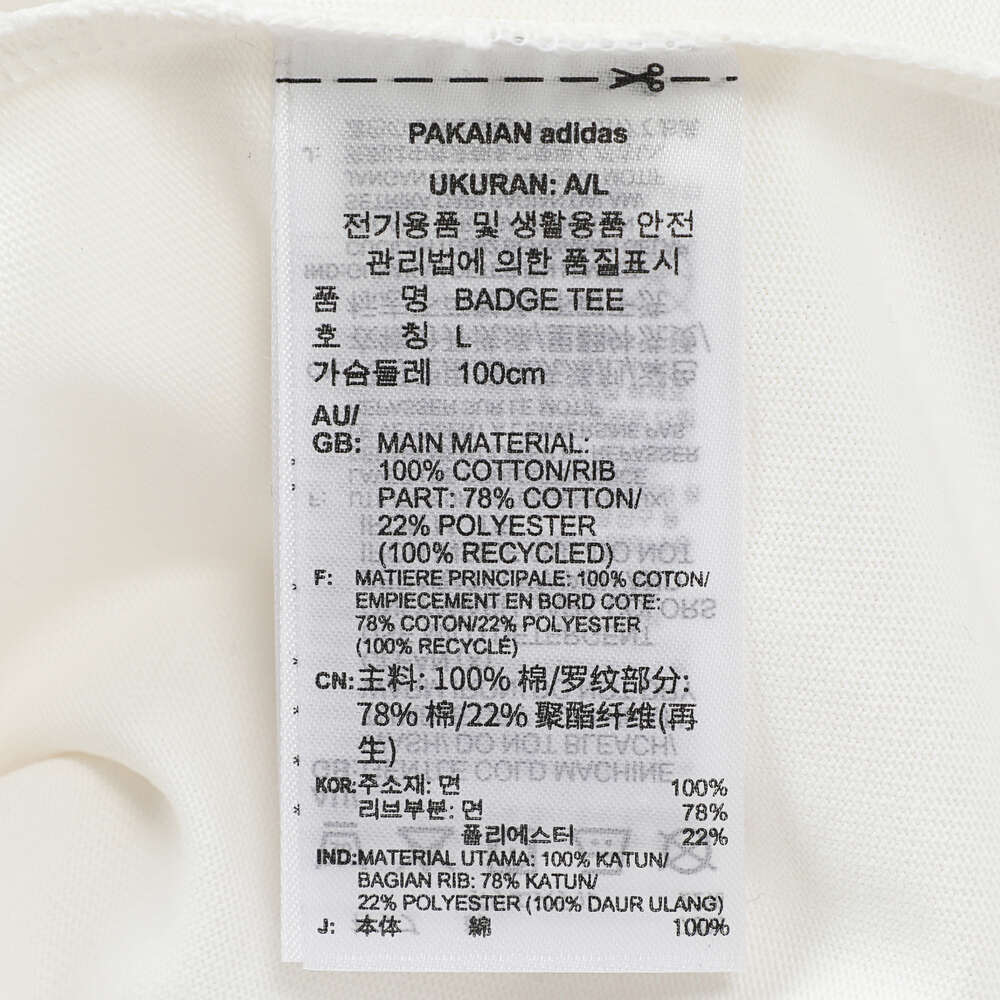 PAKAIAN adidas
UKURAN: A/L
전기용품 및 생활용품 안전
관리법에 의한 품질표시
품 명 BADGE TEE
호 칭 L
가슴둘레 100cm
AU/
GB: MAIN MATERIAL:
100% COTTON/RIB
PART: 78% COTTON/
22% POLYESTER
(100% RECYCLED)
F: MATIERE PRINCIPALE: 100% COTON/
EMPIECEMENT EN BORD COTE:
78% COTON/22% POLYESTER
(100% RECYCLÉ)
CN: 主料: 100% 棉/罗纹部分:
78% 棉/22% 聚酯纤维(再
生)
KOR: 주소재: 면 100%
리브부분: 면 78%
폴리에스터 22%
IND: MATERIAL UTAMA: 100% KATUN/
BAGIAN RIB: 78% KATUN/
22% POLYESTER (100% DAUR ULANG)
J: 本体 綿 100%